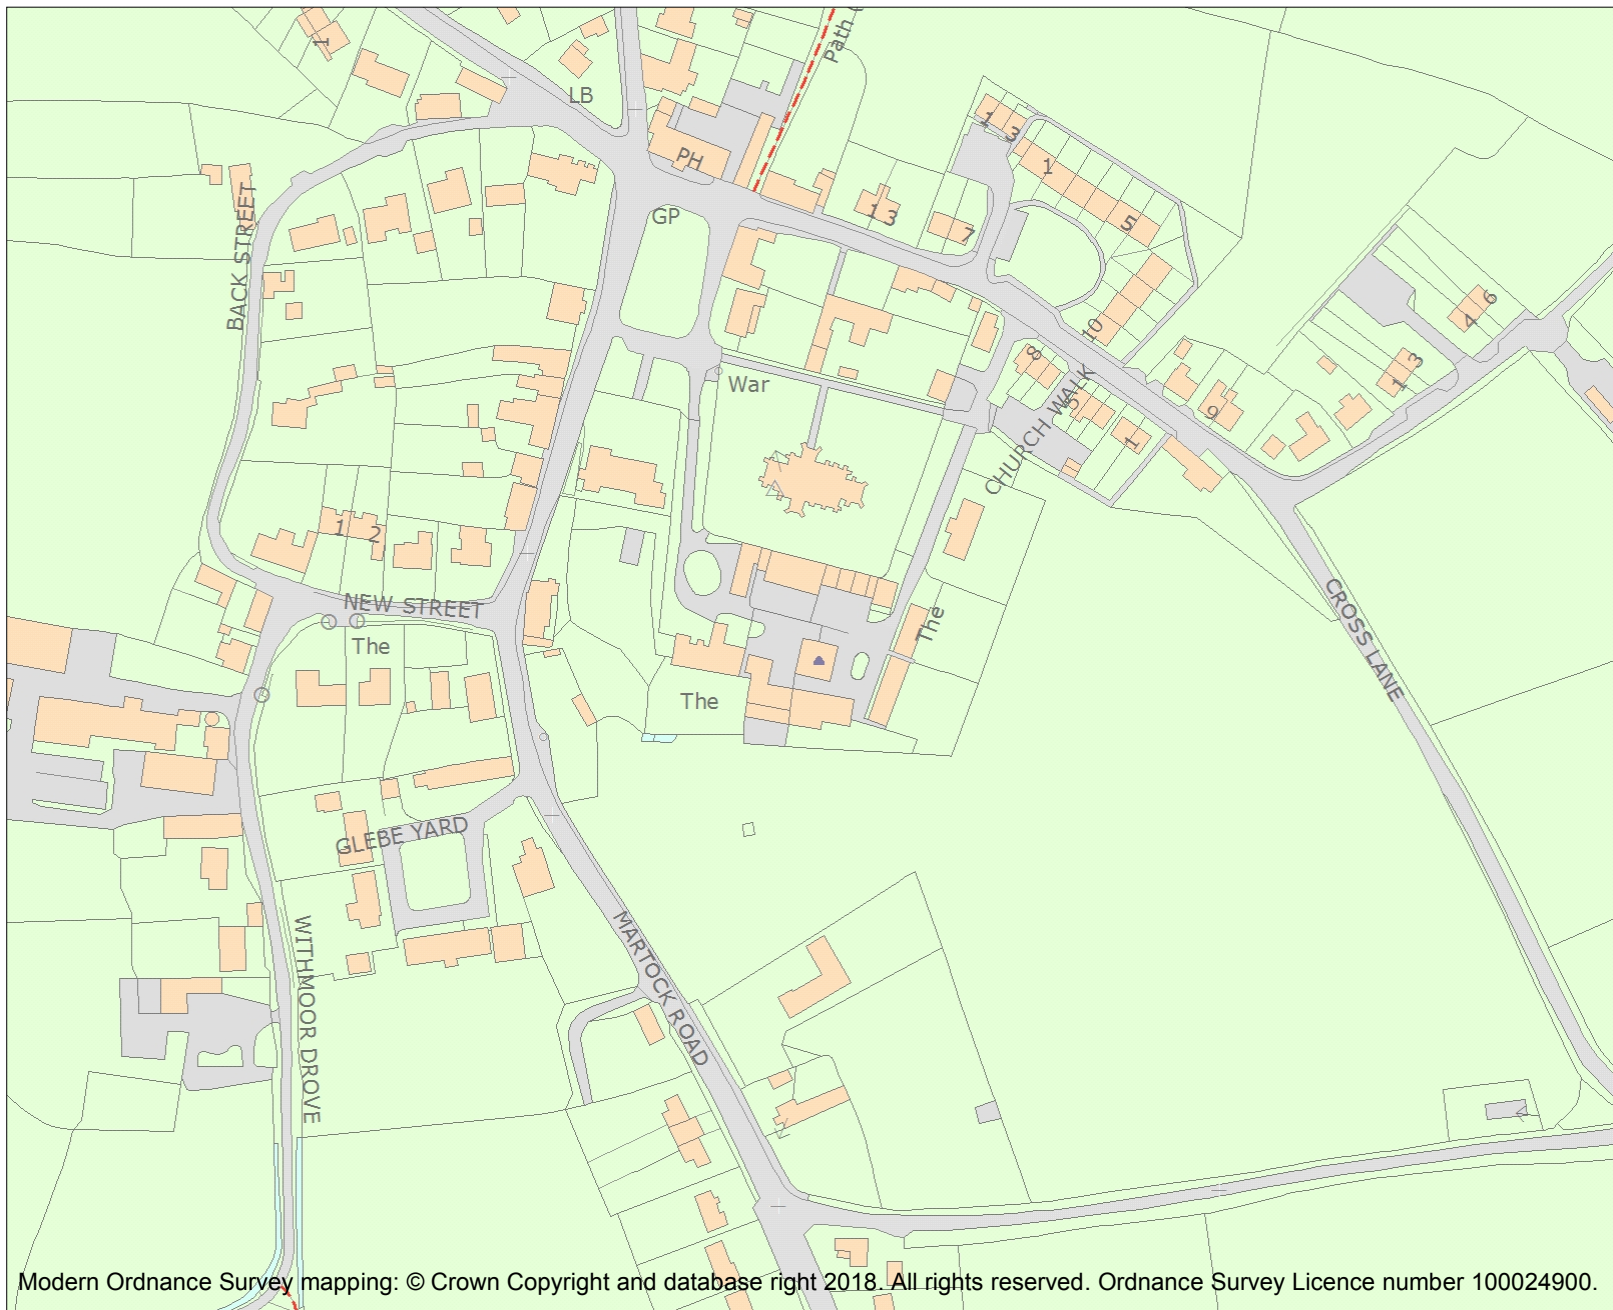 1
Path (
LB
PH
1
3
1
5
GP
1 3
7
BACK STREET
10
4 6
8
War
1 3
5
9
1
CHURCH WALK
1
2
NEW STREET
The
The
The
CROSS LANE
GLEBE YARD
WITHMOOR DROVE
MARTOCK ROAD
Modern Ordnance Survey mapping: © Crown Copyright and database right 2018. All rights reserved. Ordnance Survey Licence number 100024900.